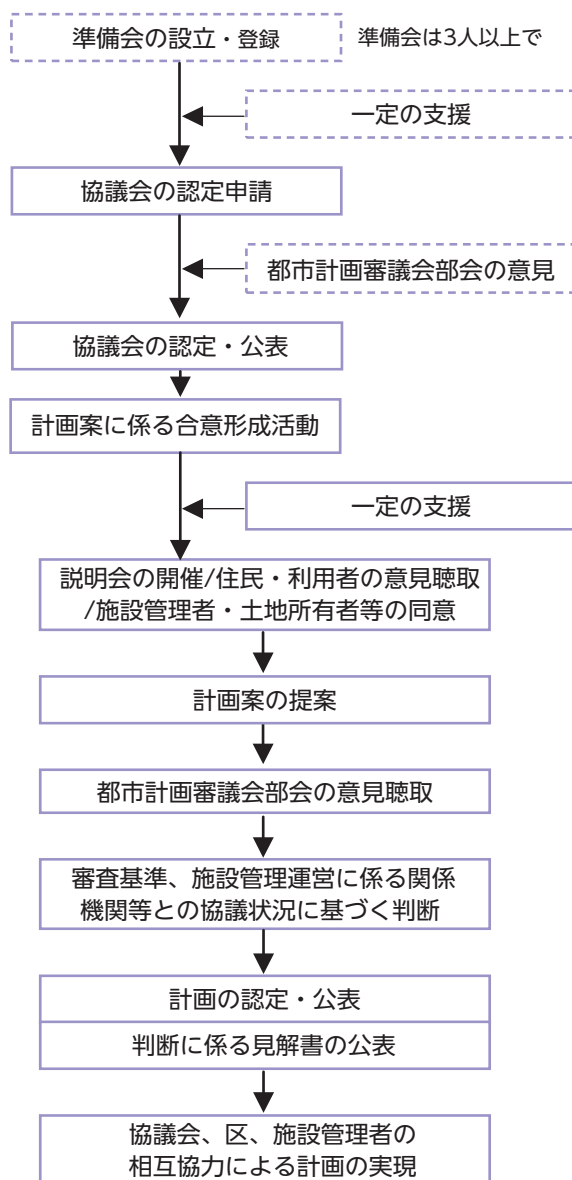 準備会の設立・登録
準備会は3人以上で
一定の支援
協議会の認定申請
都市計画審議会部会の意見
協議会の認定・公表
計画案に係る合意形成活動
一定の支援
説明会の開催/住民・利用者の意見聴取
/施設管理者・土地所有者等の同意
計画案の提案
都市計画審議会部会の意見聴取
審査基準、施設管理運営に係る関係
機関等との協議状況に基づく判断
計画の認定・公表
判断に係る見解書の公表
協議会、区、施設管理者の
相互協力による計画の実現